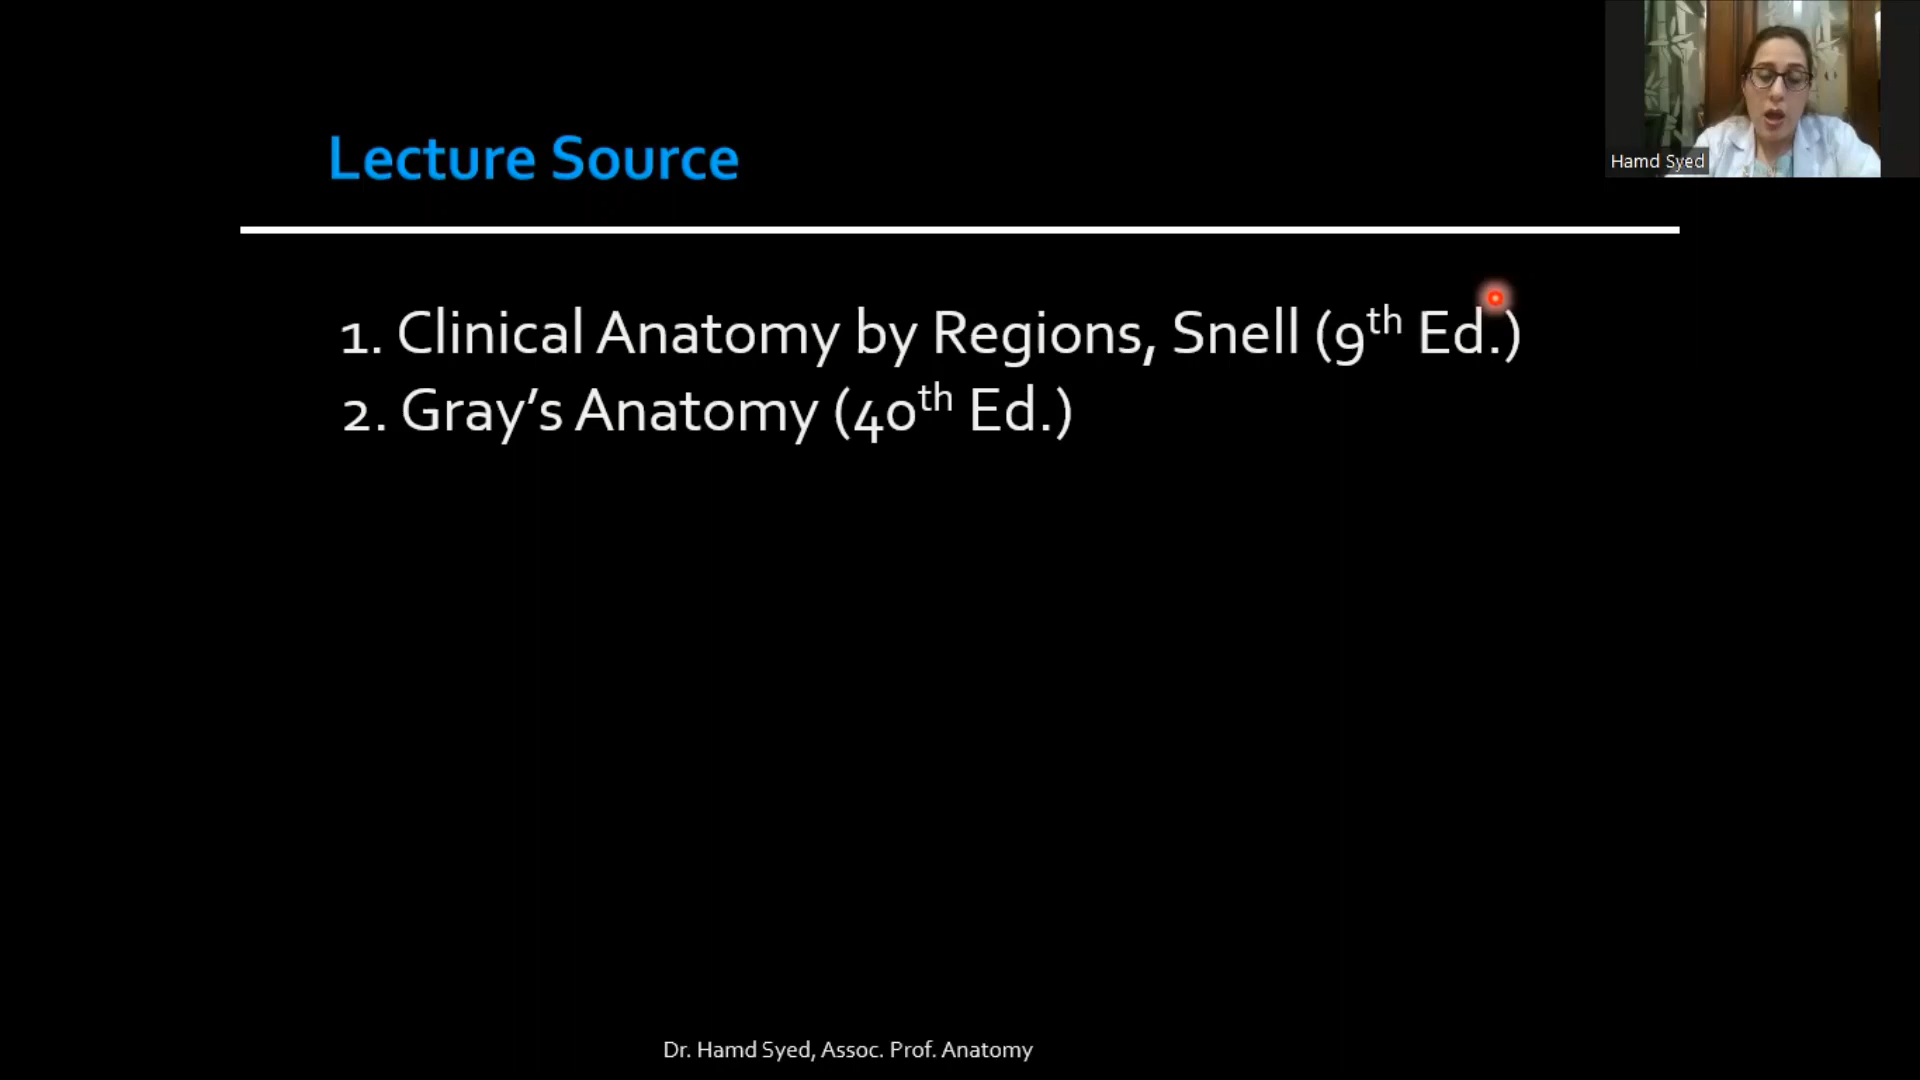 Lecture Source
Hamd Syed
1. Clinical Anatomy by Regions, Snell (9th Ed.)
2. Gray’s Anatomy (40th Ed.)
Dr. Hamd Syed, Assoc. Prof. Anatomy